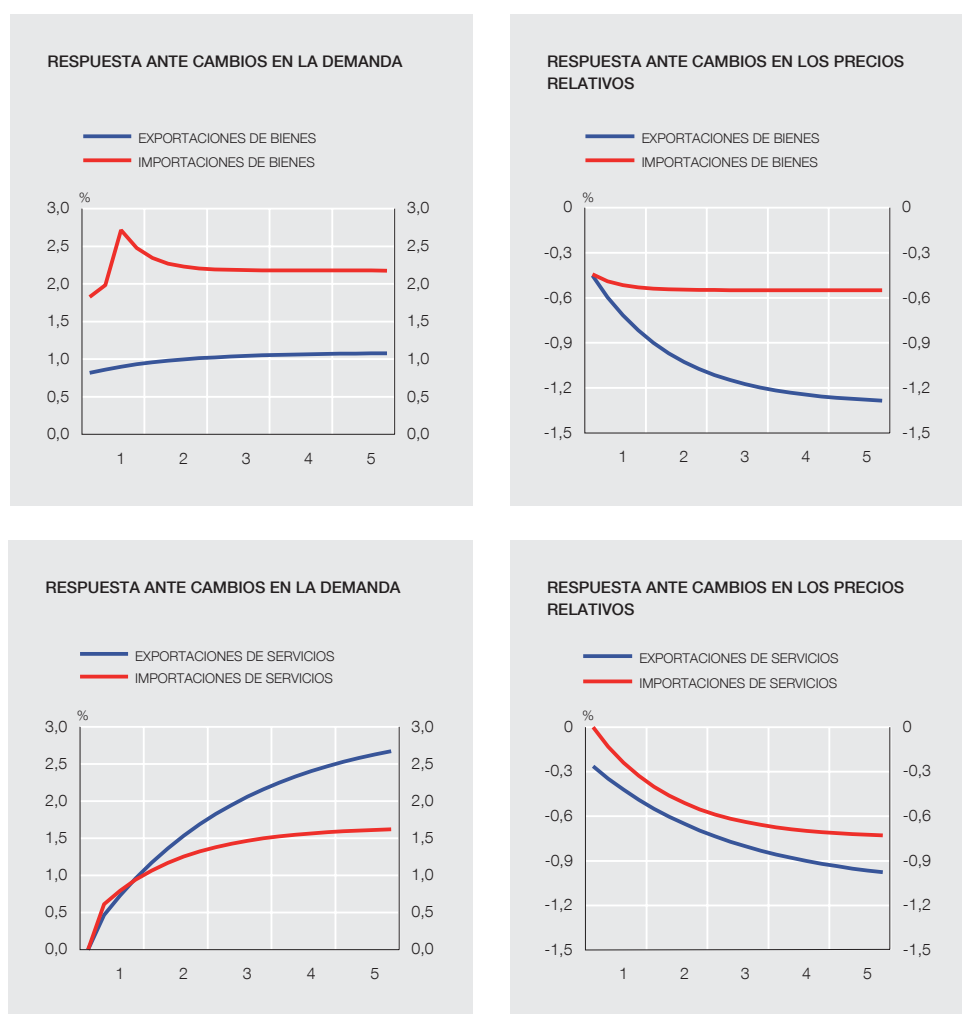 RESPUESTA ANTE CAMBIOS EN LA DEMANDA
EXPORTACIONES DE BIENES
IMPORTACIONES DE BIENES
%
3,0 3,0
2,5 2,5
2,0 2,0
1,5 1,5
1,0 1,0
0,5 0,5
0,0 0,0
1 2 3 4 5
RESPUESTA ANTE CAMBIOS EN LOS PRECIOS
RELATIVOS
EXPORTACIONES DE BIENES
IMPORTACIONES DE BIENES
%
0 0
-0,3 -0,3
-0,6 -0,6
-0,9 -0,9
-1,2 -1,2
-1,5 -1,5
1 2 3 4 5
RESPUESTA ANTE CAMBIOS EN LA DEMANDA
EXPORTACIONES DE SERVICIOS
IMPORTACIONES DE SERVICIOS
%
3,0 3,0
2,5 2,5
2,0 2,0
1,5 1,5
1,0 1,0
0,5 0,5
0,0 0,0
1 2 3 4 5
RESPUESTA ANTE CAMBIOS EN LOS PRECIOS
RELATIVOS
EXPORTACIONES DE SERVICIOS
IMPORTACIONES DE SERVICIOS
%
0 0
-0,3 -0,3
-0,6 -0,6
-0,9 -0,9
-1,2 -1,2
-1,5 -1,5
1 2 3 4 5